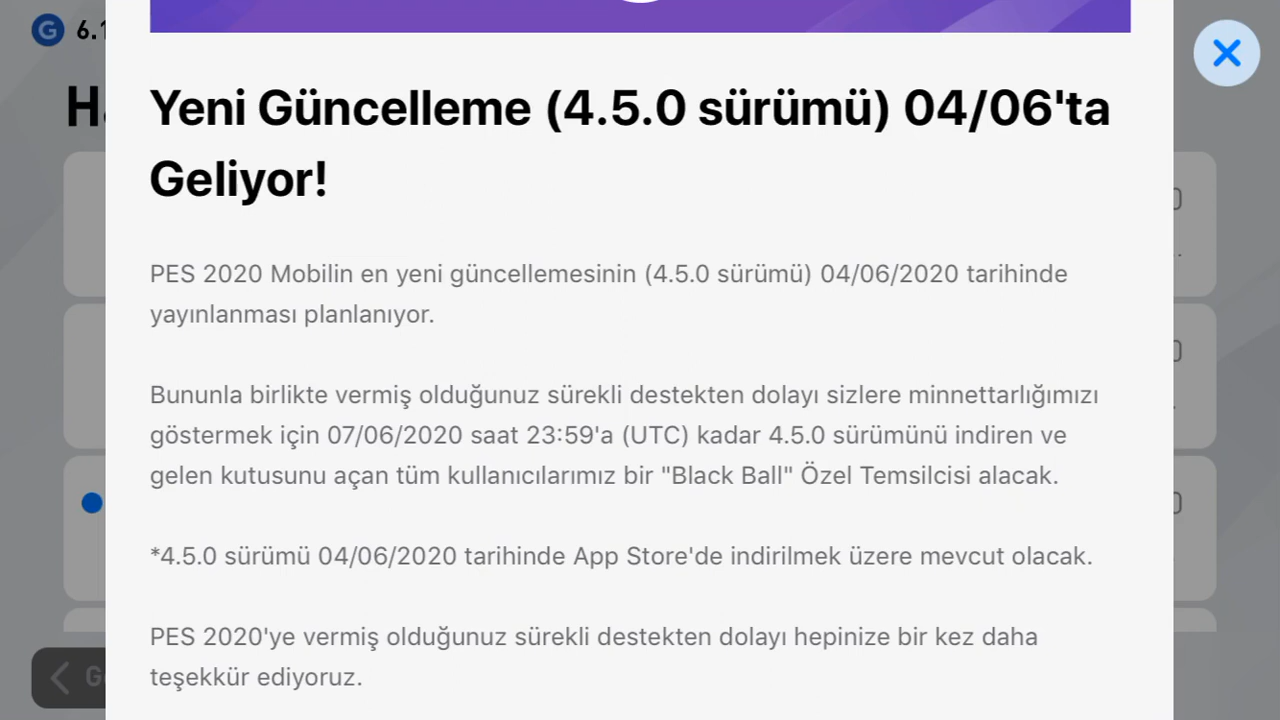 6.1
Yeni Güncelleme (4.5.0 sürümü) 04/06'ta
Geliyor!
PES 2020 Mobilin en yeni güncellemesinin (4.5.0 sürümü) 04/06/2020 tarihinde
yayınlanması planlanıyor.
Bununla birlikte vermiş olduğunuz sürekli destekten dolayı sizlere minnettarlığımızı
göstermek için 07/06/2020 saat 23:59'a (UTC) kadar 4.5.0 sürümünü indiren ve
gelen kutusunu açan tüm kullanıcılarımız bir "Black Ball" Özel Temsilcisi alacak.
*4.5.0 sürümü 04/06/2020 tarihinde App Store'de indirilmek üzere mevcut olacak.
PES 2020'ye vermiş olduğunuz sürekli destekten dolayı hepinize bir kez daha
teşekkür ediyoruz.